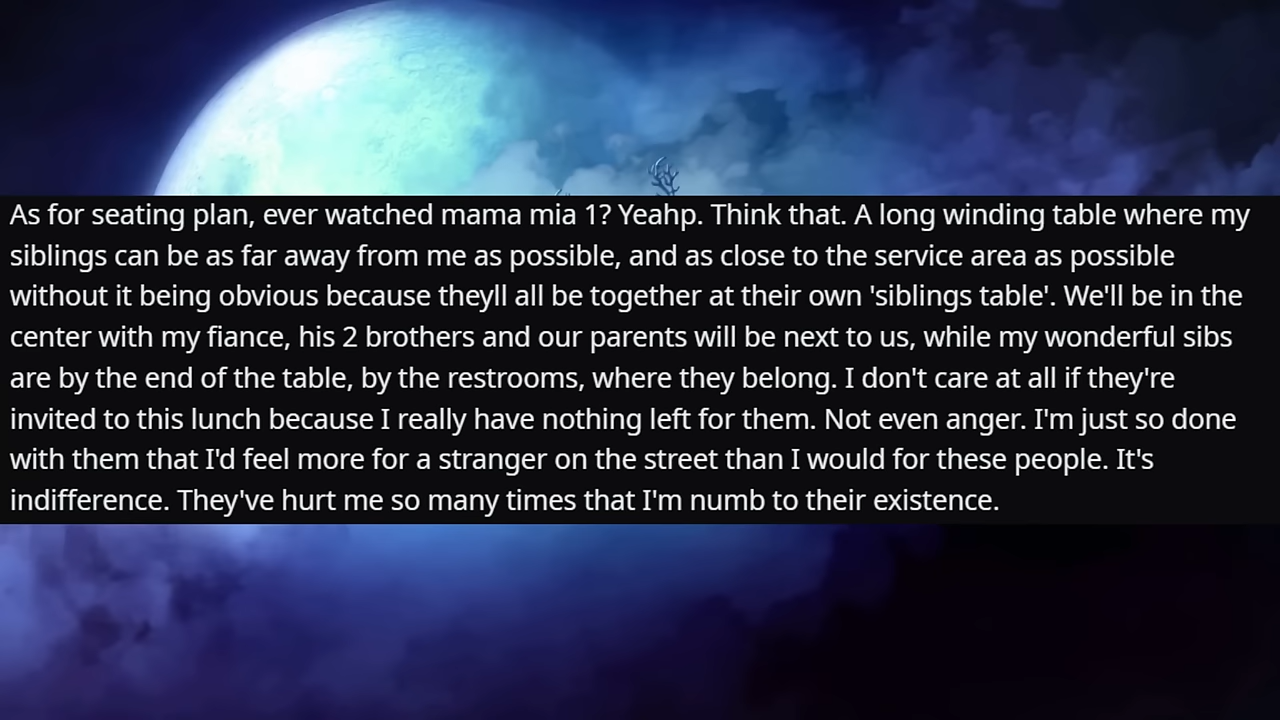 As for seating plan, ever watched mama mia 1? Yeahp. Think that. A long winding table where my
siblings can be as far away from me as possible, and as close to the service area as possible
without it being obvious because theyll all be together at their own 'siblings table'. We'll be in the
center with my fiance, his 2 brothers and our parents will be next to us, while my wonderful sibs
are by the end of the table, by the restrooms, where they belong. I don't care at all if they're
invited to this lunch because I really have nothing left for them. Not even anger. I'm just so done
with them that I'd feel more for a stranger on the street than I would for these people. It's
indifference. They've hurt me so many times that I'm numb to their existence.